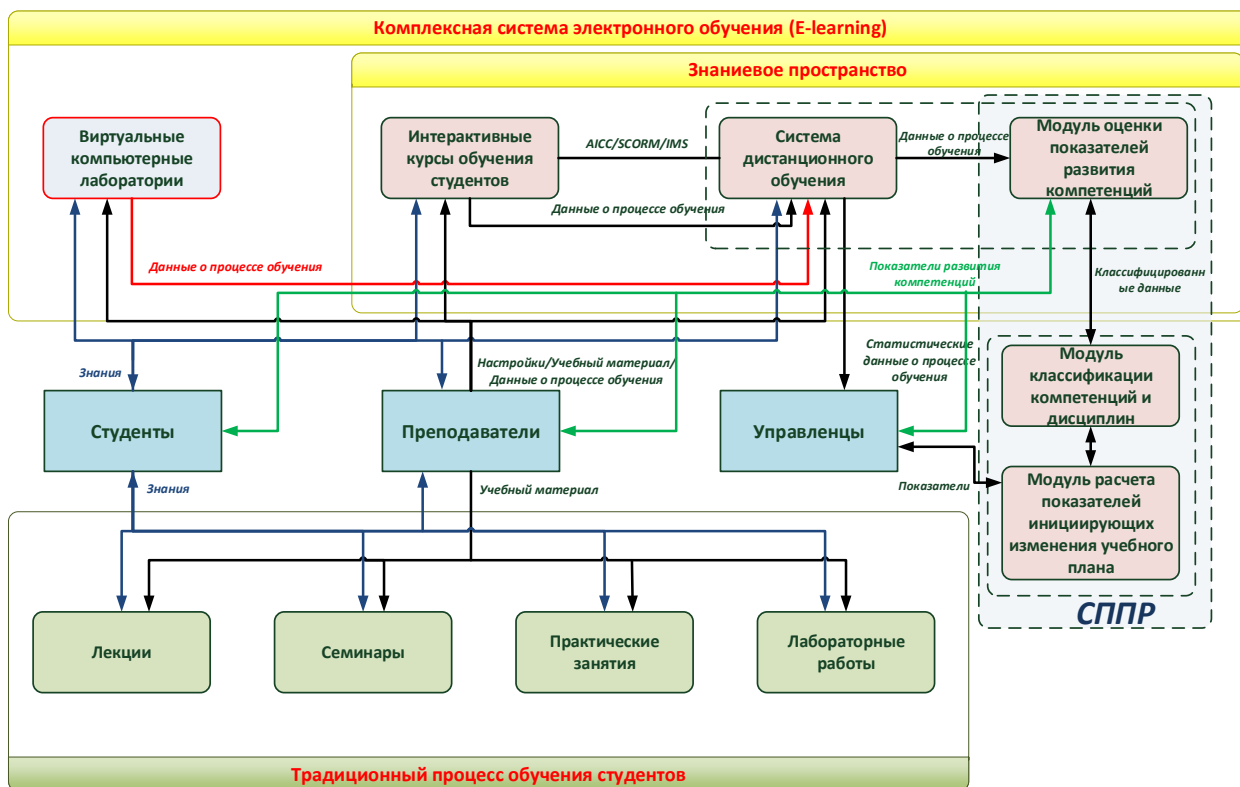 Комплексная система электронного обучения (E-learning)
Знаниевое пространство
Виртуальные
компьютерные
лаборатории
Интерактивные
курсы обучения
студентов
AICC/SCORM/IMS
Система
дистанционного
обучения
Данные о процессе
обучения
Модуль оценки
показателей
развития
компетенций
Данные о процессе обучения
Данные о процессе обучения
Показатели развития
компетенций
Классифицированн
ые данные
Знания
Настройки/Учебный материал/
Данные о процессе обучения
Статистические
данные о процессе
обучения
Модуль
классификации
компетенций и
дисциплин
Студенты
Преподаватели
Управленцы
Знания
Учебный материал
Показатели
Модуль расчета
показателей
инициирующих
изменения учебного
плана
СППР
Лекции
Семинары
Практические
занятия
Лабораторные
работы
Традиционный процесс обучения студентов